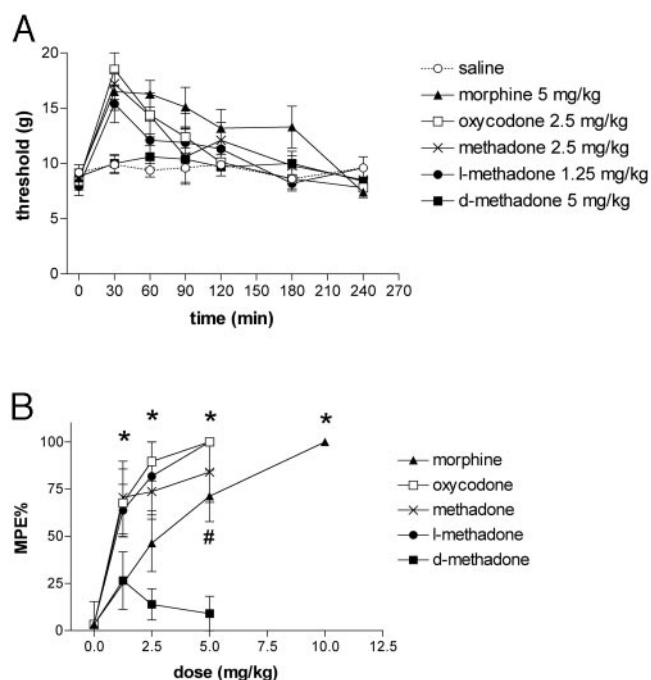 A
threshold (g)
20
15
10
5
0
0 30 60 90 120 150 180 210 240 270
time (min)
saline
morphine 5 mg/kg
oxycodone 2.5 mg/kg
methadone 2.5 mg/kg
l-methadone 1.25 mg/kg
d-methadone 5 mg/kg
B
MPE%
* * * *
100
75
50
25
0
#
0.0 2.5 5.0 7.5 10.0 12.5
dose (mg/kg)
morphine
oxycodone
methadone
l-methadone
d-methadone